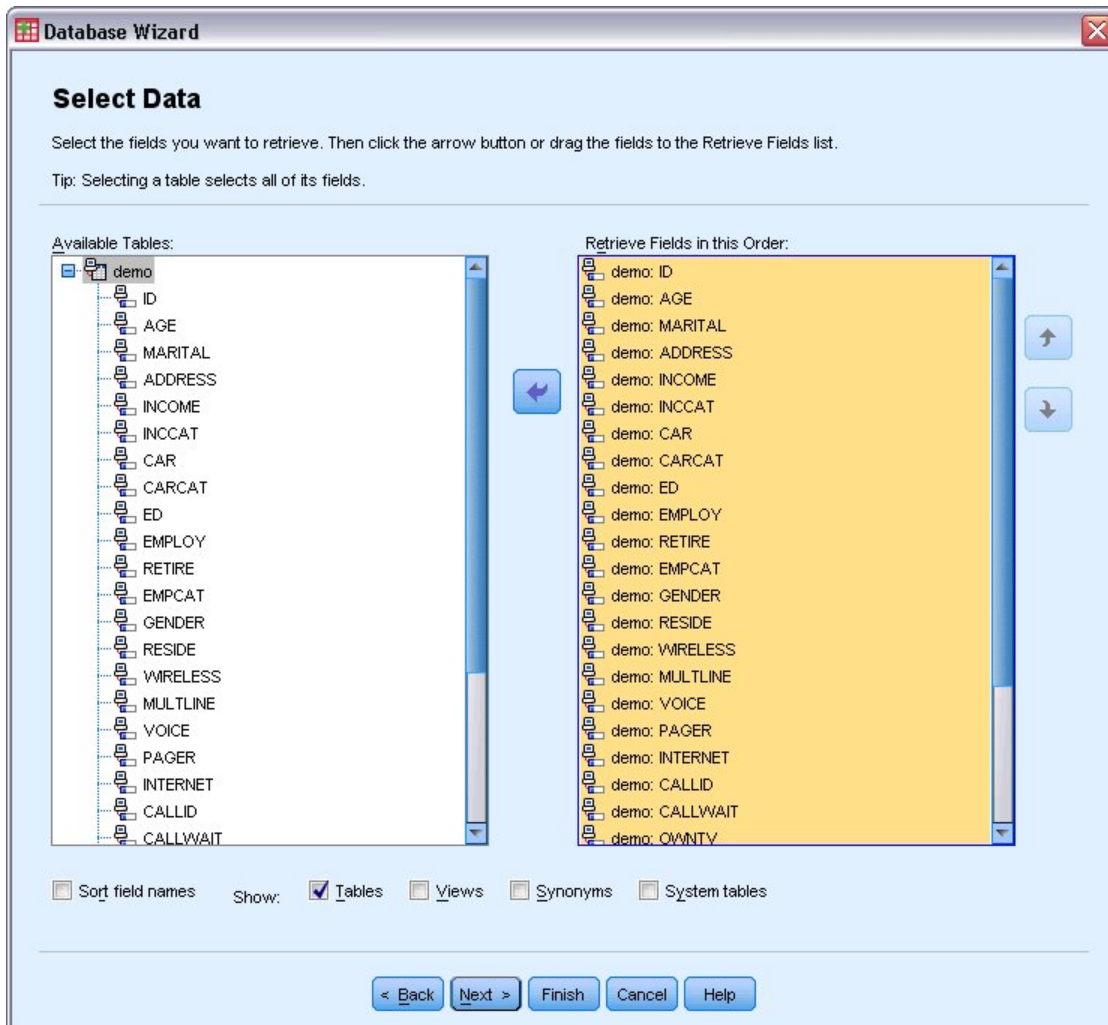 Database Wizard
Select Data
Select the fields you want to retrieve. Then click the arrow button or drag the fields to the Retrieve Fields list.
Tip: Selecting a table selects all of its fields.
Available Tables:
demo
ID
AGE
MARITAL
ADDRESS
INCOME
INCCAT
CAR
CARCAT
ED
EMPLOY
RETIRE
EMPCAT
GENDER
RESIDE
WIRELESS
MULTLINE
VOICE
PAGER
INTERNET
CALLID
CALLWAIT
Retrieve Fields in this Order:
demo: ID
demo: AGE
demo: MARITAL
demo: ADDRESS
demo: INCOME
demo: INCCAT
demo: CAR
demo: CARCAT
demo: ED
demo: EMPLOY
demo: RETIRE
demo: EMPCAT
demo: GENDER
demo: RESIDE
demo: WIRELESS
demo: MULTLINE
demo: VOICE
demo: PAGER
demo: INTERNET
demo: CALLID
demo: CALLWAIT
demo: OWNTV
Sort field names Show: Tables Views Synonyms System tables
< Back Next > Finish Cancel Help